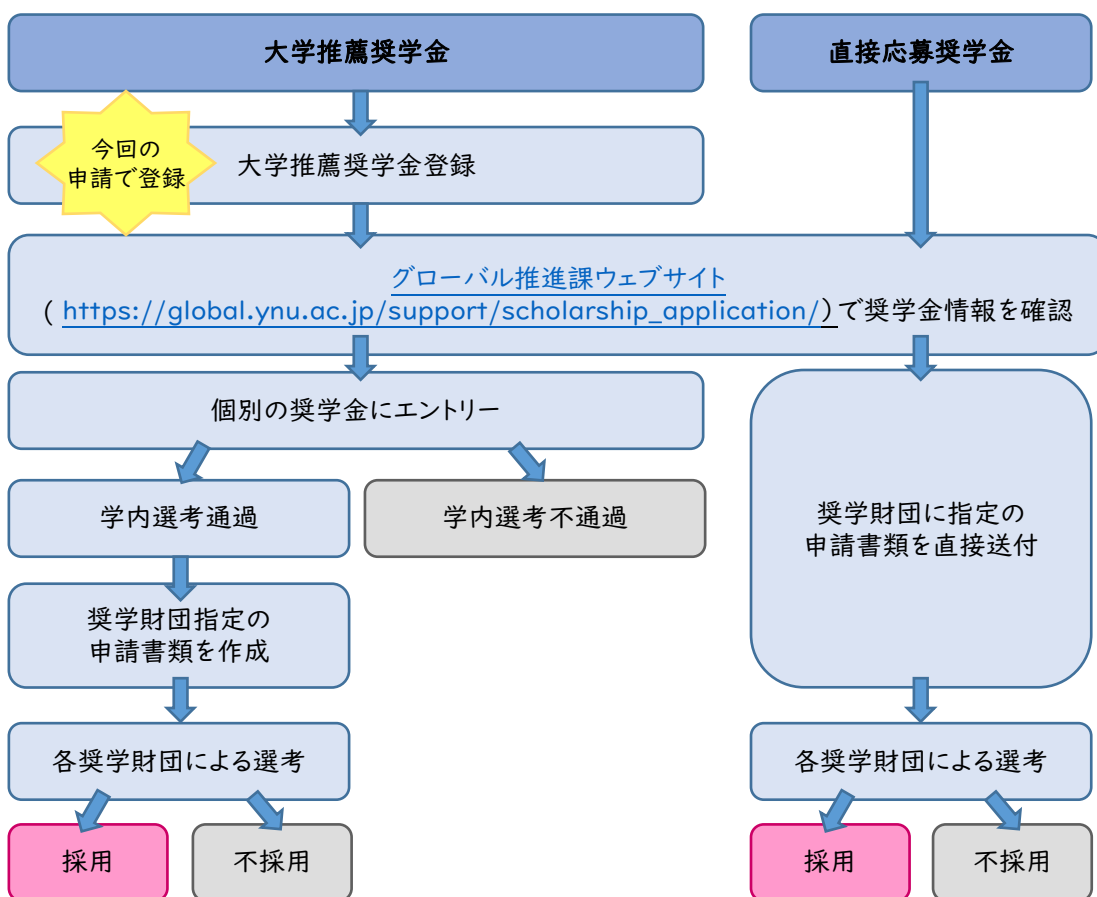 大学推薦奨学金
直接応募奨学金
今回の
申請で登録
大学推薦奨学金登録
グローバル推進課ウェブサイト
( https://global.ynu.ac.jp/support/scholarship_application/)で奨学金情報を確認
個別の奨学金にエントリー
学内選考通過
学内選考不通過
奨学財団指定の
申請書類を作成
各奨学財団による選考
採用
不採用
奨学財団に指定の
申請書類を直接送付
各奨学財団による選考
採用
不採用